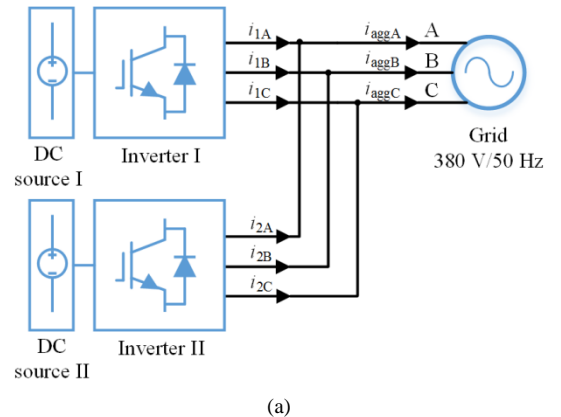 i1A iaggA A
i1B iaggB B
i1C iaggC C
DC
source I
Inverter I
Grid
380 V/50 Hz
i2A
i2B
i2C
DC
source II
Inverter II
(a)